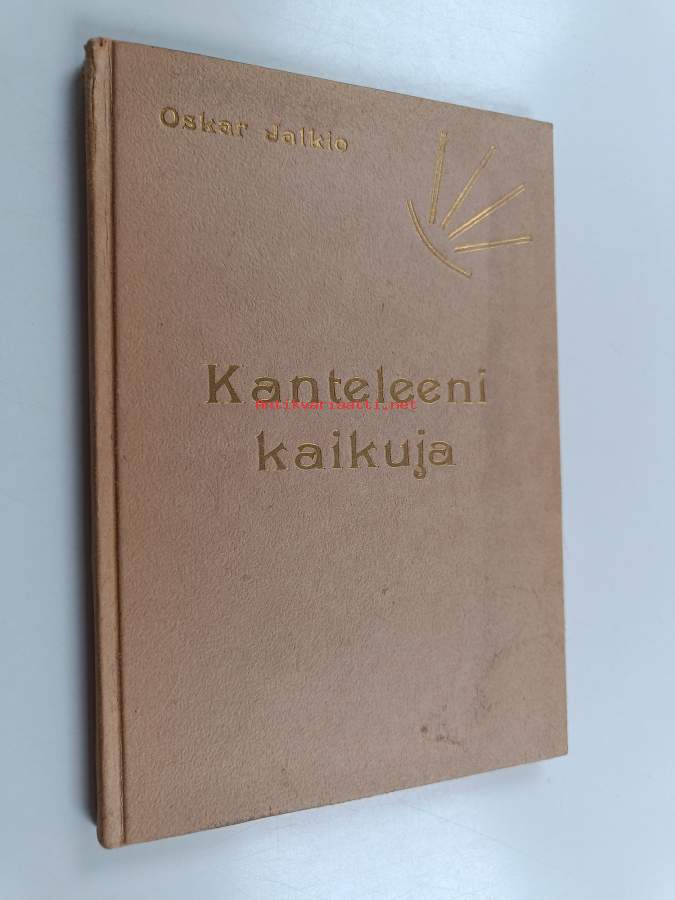 Oskar Jalkio
Kanteleeni
antikvariaatti.net
kaikuja